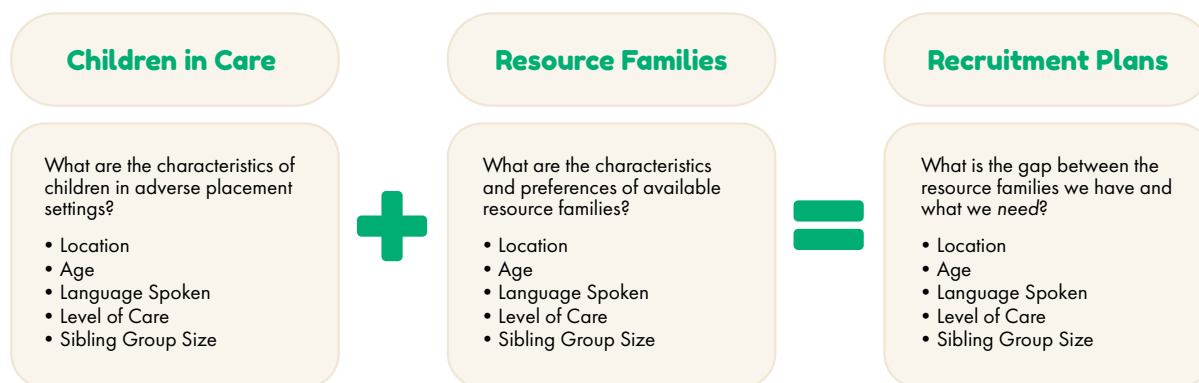 Children in Care
What are the characteristics of
children in adverse placement
settings?
• Location
• Age
• Language Spoken
• Level of Care
• Sibling Group Size
Resource Families
What are the characteristics
and preferences of available
resource families?
• Location
• Age
• Language Spoken
• Level of Care
• Sibling Group Size
Recruitment Plans
What is the gap between the
resource families we have and
what we need?
• Location
• Age
• Language Spoken
• Level of Care
• Sibling Group Size